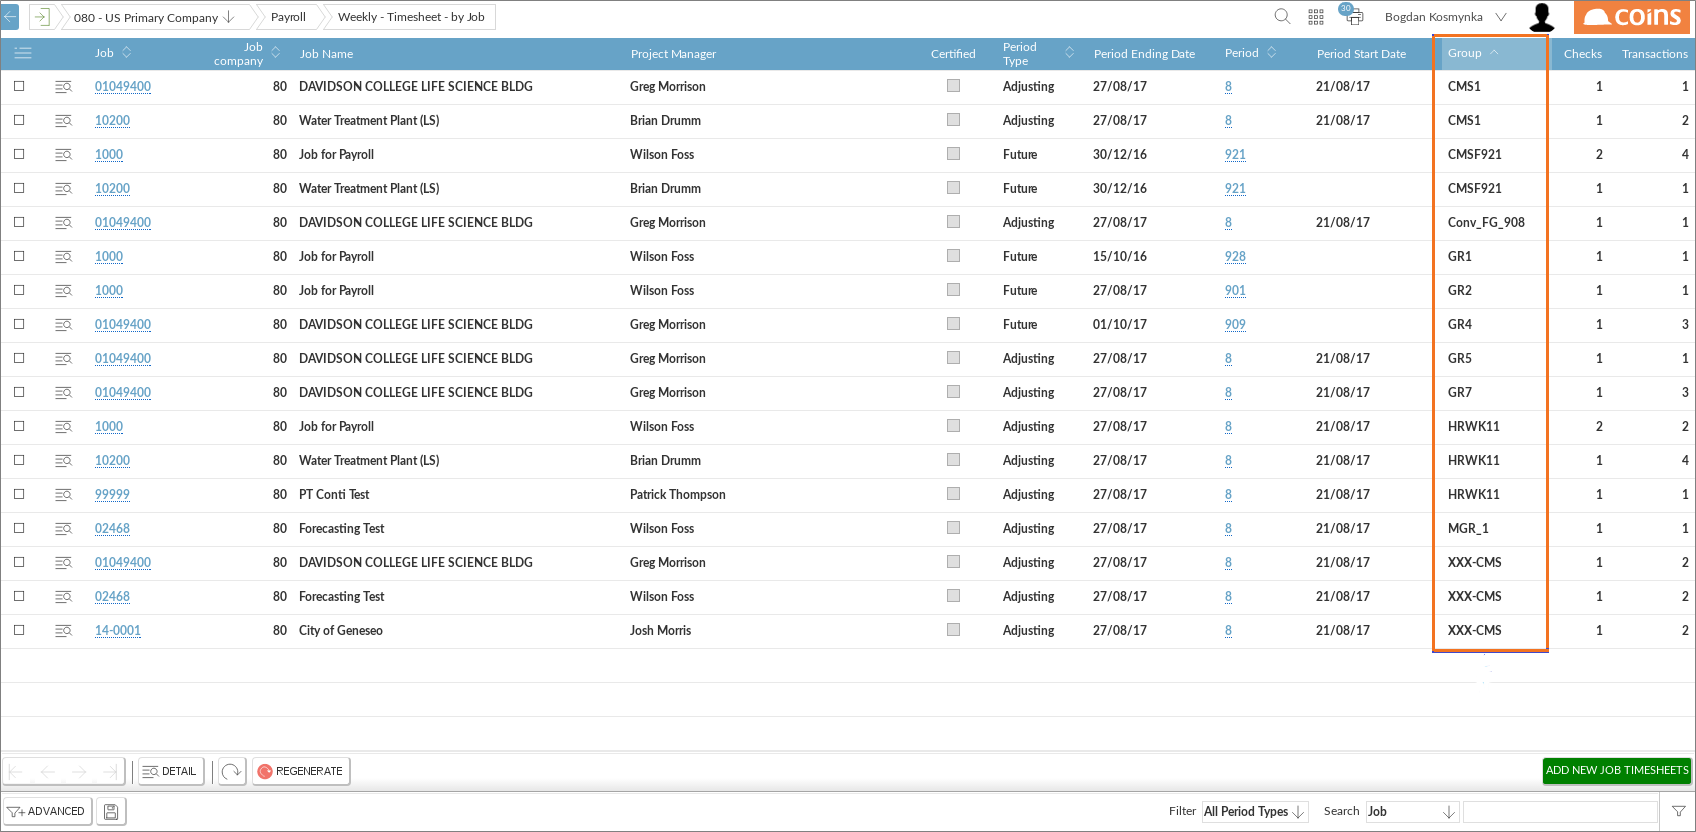 080 - US Primary Company Payroll Weekly - Timesheet - by Job 30 Bogdan Kosmynka coins
Job Job company Job Name Project Manager Certified Period Type Period Ending Date Period Period Start Date Group Checks Transactions
01049400 80 DAVIDSON COLLEGE LIFE SCIENCE BLDG Greg Morrison Adjusting 27/08/17 8 21/08/17 CMS1 1 1
10200 80 Water Treatment Plant (LS) Brian Drumm Adjusting 27/08/17 8 21/08/17 CMS1 1 2
1000 80 Job for Payroll Wilson Foss Future 30/12/16 921 CMSF921 2 4
10200 80 Water Treatment Plant (LS) Brian Drumm Future 30/12/16 921 CMSF921 1 1
01049400 80 DAVIDSON COLLEGE LIFE SCIENCE BLDG Greg Morrison Adjusting 27/08/17 8 21/08/17 Conv_FG_908 1 1
1000 80 Job for Payroll Wilson Foss Future 15/10/16 928 GR1 1 1
1000 80 Job for Payroll Wilson Foss Future 27/08/17 901 GR2 1 1
01049400 80 DAVIDSON COLLEGE LIFE SCIENCE BLDG Greg Morrison Future 01/10/17 909 GR4 1 3
01049400 80 DAVIDSON COLLEGE LIFE SCIENCE BLDG Greg Morrison Adjusting 27/08/17 8 21/08/17 GR5 1 1
01049400 80 DAVIDSON COLLEGE LIFE SCIENCE BLDG Greg Morrison Adjusting 27/08/17 8 21/08/17 GR7 1 3
1000 80 Job for Payroll Wilson Foss Adjusting 27/08/17 8 21/08/17 HRWK11 2 2
10200 80 Water Treatment Plant (LS) Brian Drumm Adjusting 27/08/17 8 21/08/17 HRWK11 1 4
99999 80 PT Conti Test Patrick Thompson Adjusting 27/08/17 8 21/08/17 HRWK11 1 1
02468 80 Forecasting Test Wilson Foss Adjusting 27/08/17 8 21/08/17 MGR_1 1 1
01049400 80 DAVIDSON COLLEGE LIFE SCIENCE BLDG Greg Morrison Adjusting 27/08/17 8 21/08/17 XXX-CMS 1 2
02468 80 Forecasting Test Wilson Foss Adjusting 27/08/17 8 21/08/17 XXX-CMS 1 2
14-0001 80 City of Geneseo Josh Morris Adjusting 27/08/17 8 21/08/17 XXX-CMS 1 2
DETAIL REGENERATE ADD NEW JOB TIMESHEETS
ADVANCED Filter All Period Types Search Job